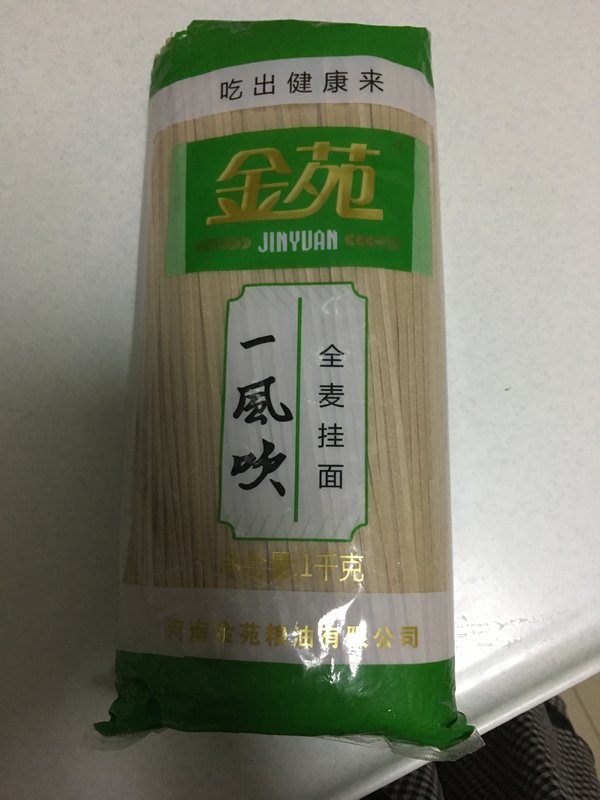 吃出健康来
金苑
JINYUAN
一風吹
全麦挂面
净含量:1千克
河南金苑粮油有限公司